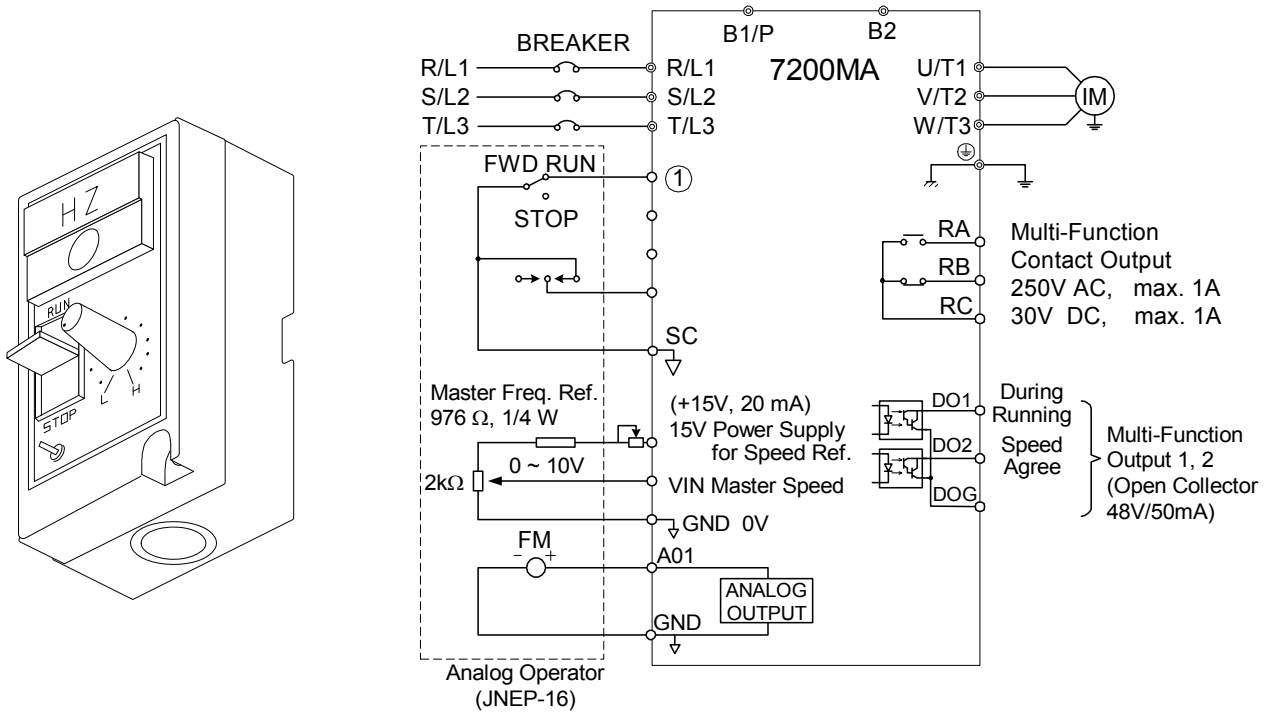 HZ
RUN
L
H
STOP
B1/P
B2
BREAKER
R/L1
R/L1
7200MA
U/T1
S/L2
S/L2
V/T2
IM
T/L3
T/L3
W/T3
FWD RUN
①
STOP
RA
RB
RC
Multi-Function
Contact Output
250V AC, max. 1A
30V DC, max. 1A
SC
Master Freq. Ref.
976 Ω, 1/4 W
(+15V, 20 mA)
15V Power Supply
for Speed Ref.
0 ~ 10V
2kΩ
VIN Master Speed
GND 0V
DO1
During
Running
DO2
Speed
Agree
DOG
Multi-Function
Output 1, 2
(Open Collector
48V/50mA)
FM
- +
A01
ANALOG
OUTPUT
GND
Analog Operator
(JNEP-16)